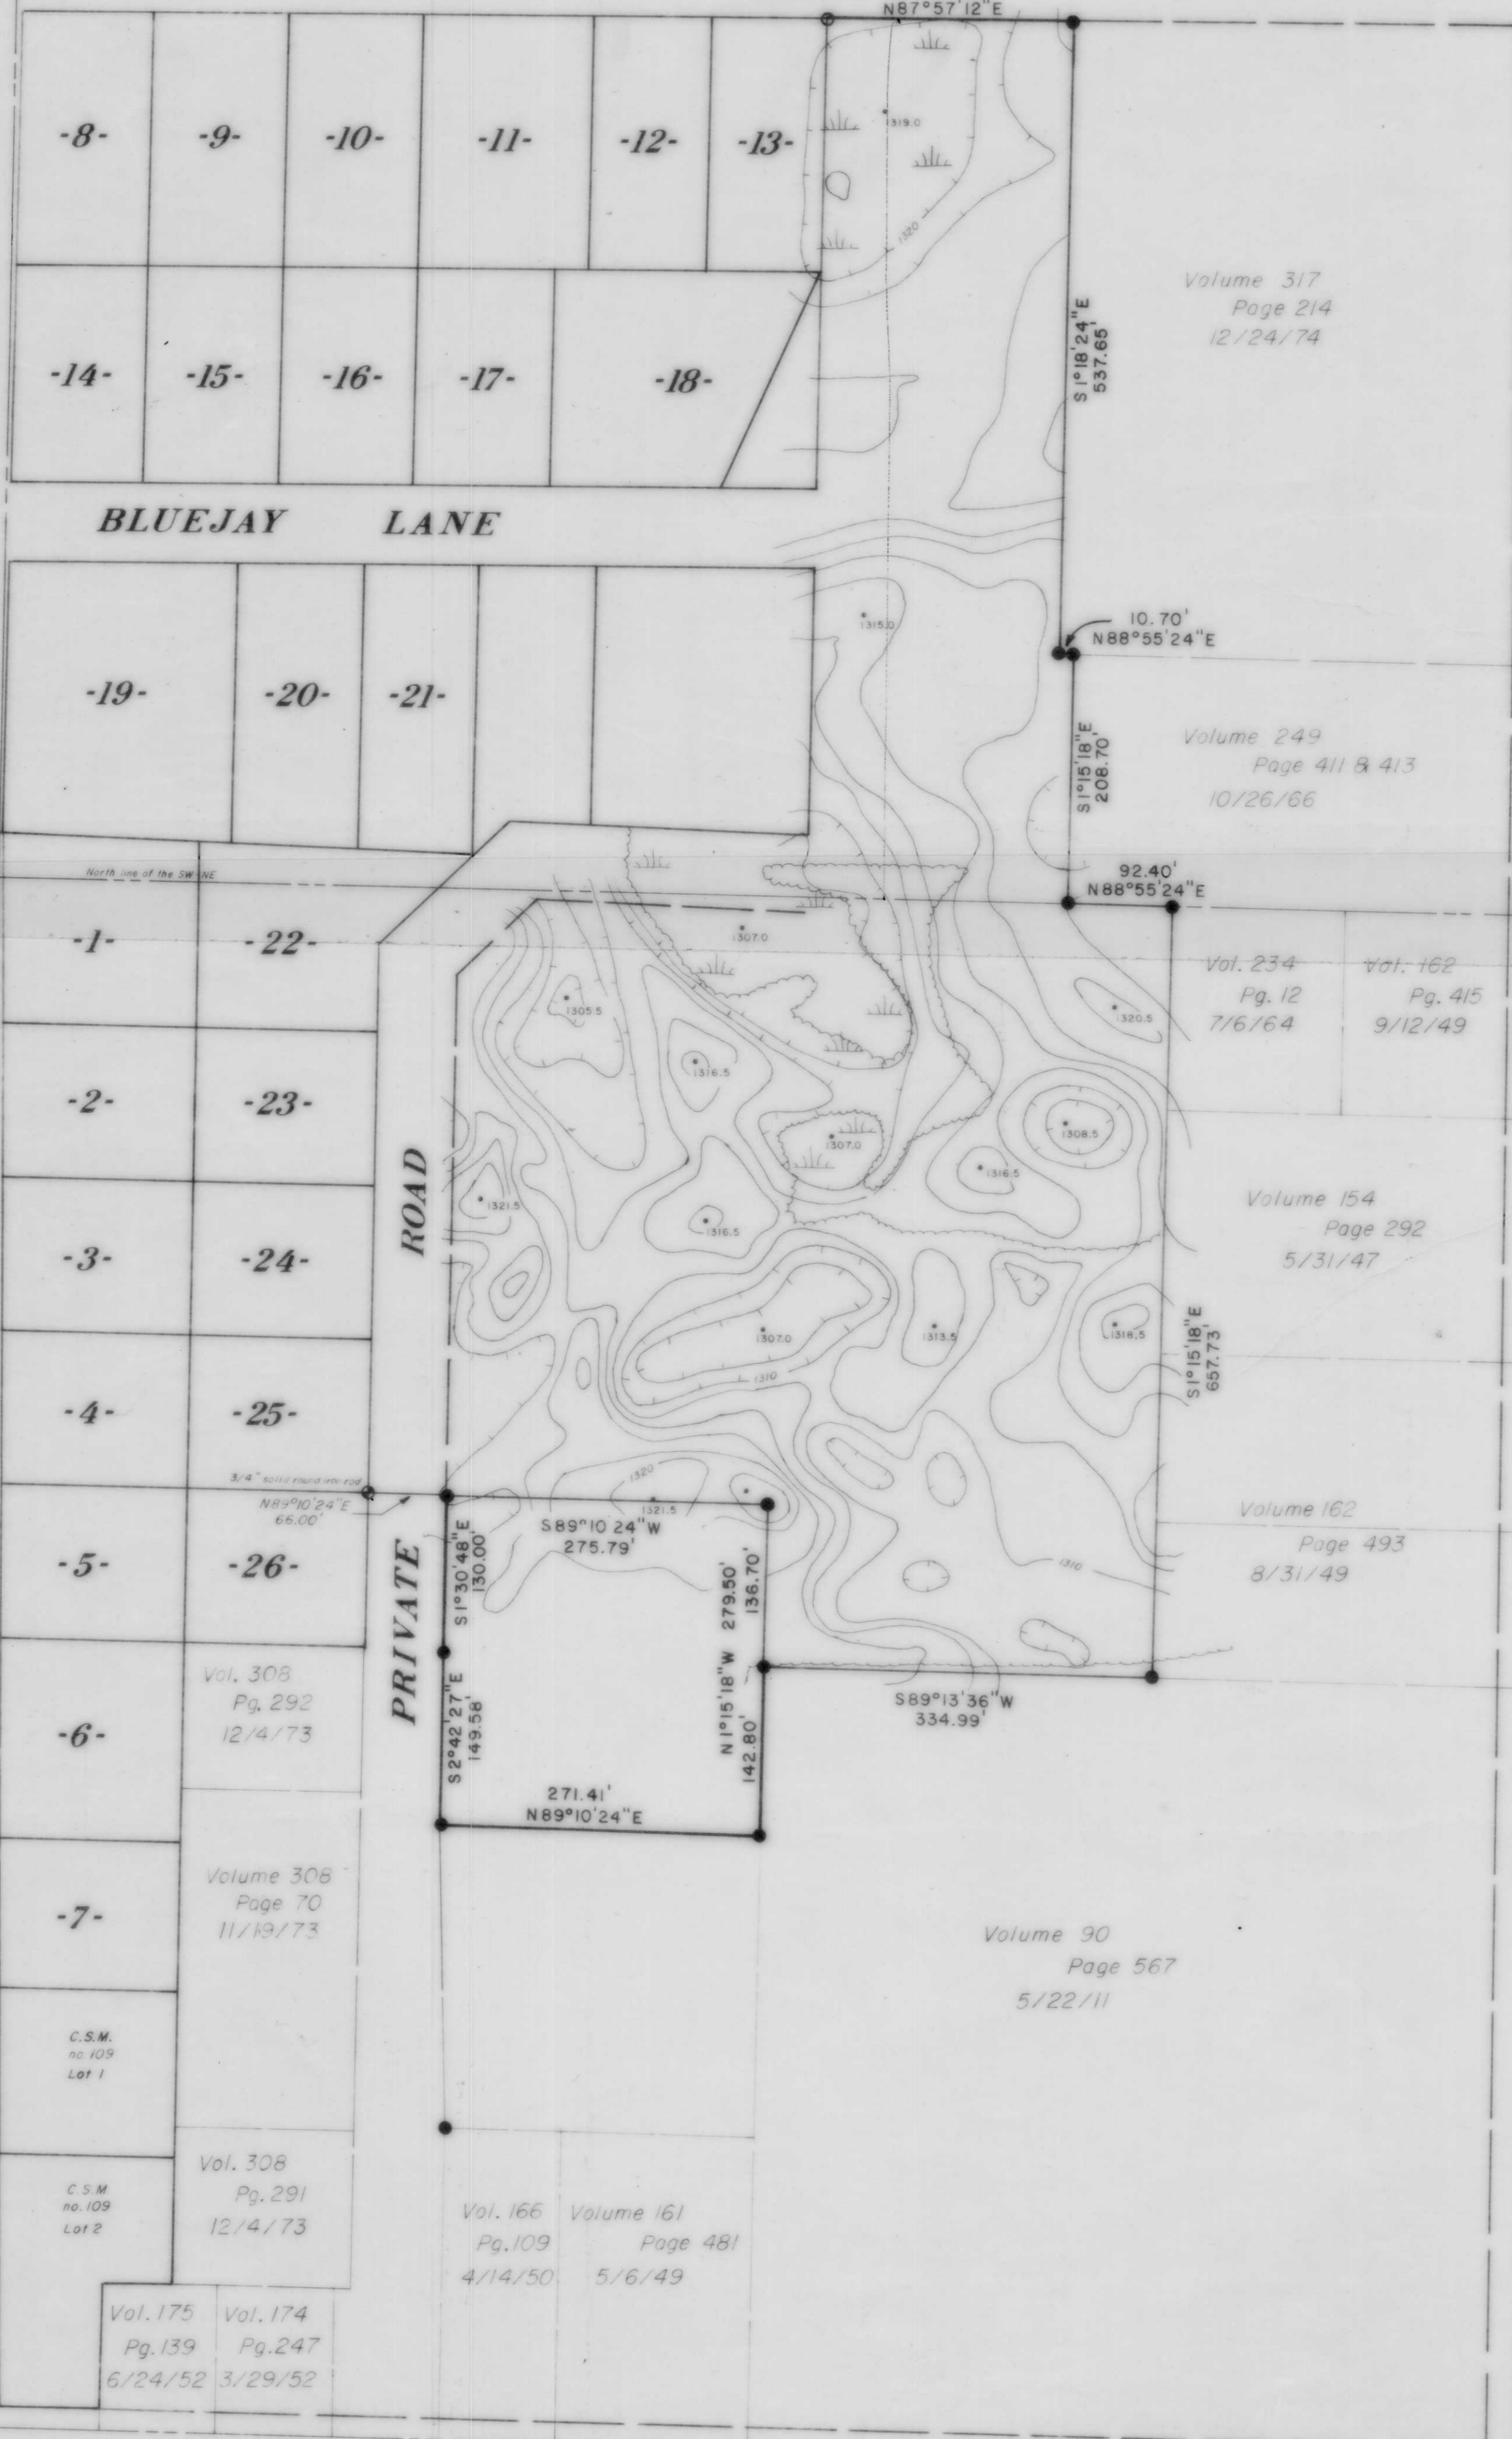 N87°57'12"E
-8-
-9-
-10-
-11-
-12-
-13-
1319.0
1320
-14-
-15-
-16-
-17-
-18-
S1°18'24"E
537.65'
Volume 317
Page 214
12/24/74
BLUEJAY LANE
1315.0
10.70'
N88°55'24"E
-19-
-20-
-21-
S1°15'18"E
208.70'
Volume 249
Page 411 & 413
10/26/66
North line of the SW NE
92.40'
N88°55'24"E
-1-
-22-
1307.0
Vol. 234
Pg. 12
7/6/64
Vol. 162
Pg. 415
9/12/49
1305.5
1320.5
1316.5
-2-
-23-
1307.0
1308.5
1316.5
ROAD
1321.5
1316.5
Volume 154
Page 292
5/31/47
-3-
-24-
1307.0
1313.5
1318.5
S1°15'18"E
657.73'
1310
-4-
-25-
3/4" solid round iron rod
N89°10'24"E
66.00'
1320
1321.5
S89°10 24"W
275.79'
Volume 162
Page 493
8/31/49
-5-
-26-
PRIVATE
S1°30'48"E
130.00'
N1°15'18"W 279.50'
136.70'
142.80'
1310
Vol. 308
Pg. 292
12/4/73
-6-
S2°42'27"E
149.58'
S89°13'36"W
334.99'
271.41'
N89°10'24"E
-7-
Volume 308
Page 70
11/19/73
Volume 90
Page 567
5/22/11
C.S.M.
no 109
Lot 1
C.S.M
no. 109
Lot 2
Vol. 308
Pg. 291
12/4/73
Vol. 166
Pg. 109
4/14/50
Volume 161
Page 481
5/6/49
Vol. 175
Pg. 139
6/24/52
Vol. 174
Pg. 247
3/29/52